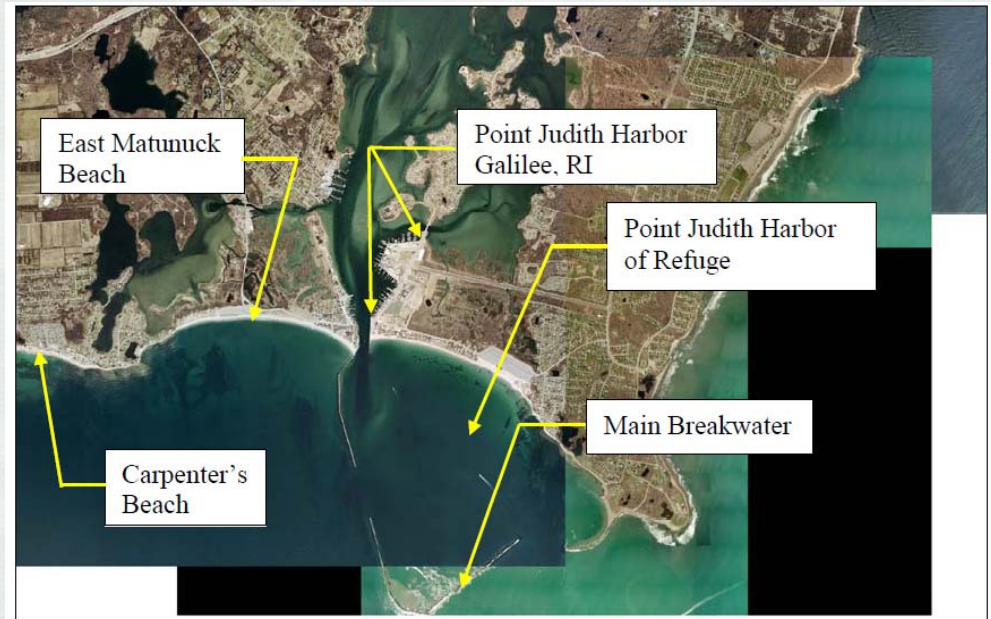 East Matunuck
Beach
Point Judith Harbor
Galilee, RI
Point Judith Harbor
of Refuge
Main Breakwater
Carpenter's
Beach